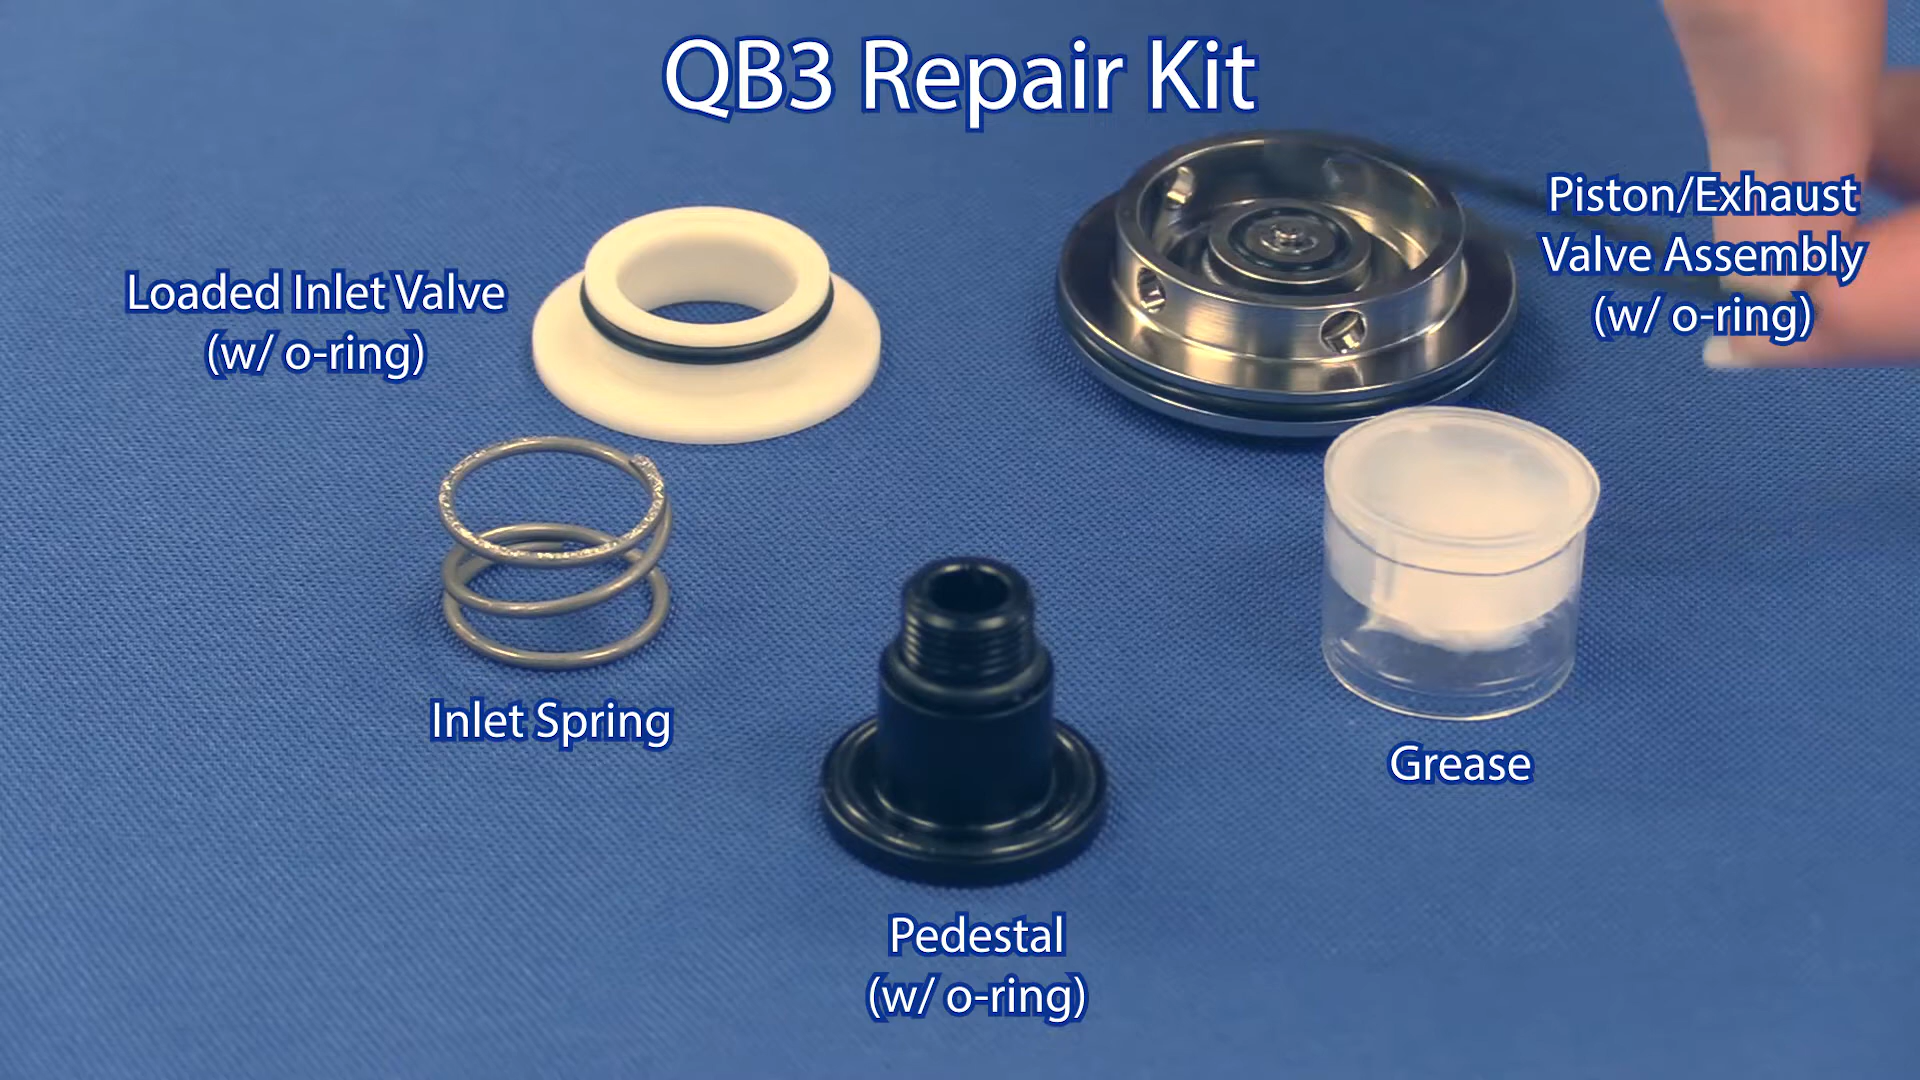 QB3 Repair Kit
Piston/Exhaust
Valve Assembly
(w/ o-ring)
Loaded Inlet Valve
(w/ o-ring)
Inlet Spring
Grease
Pedestal
(w/ o-ring)